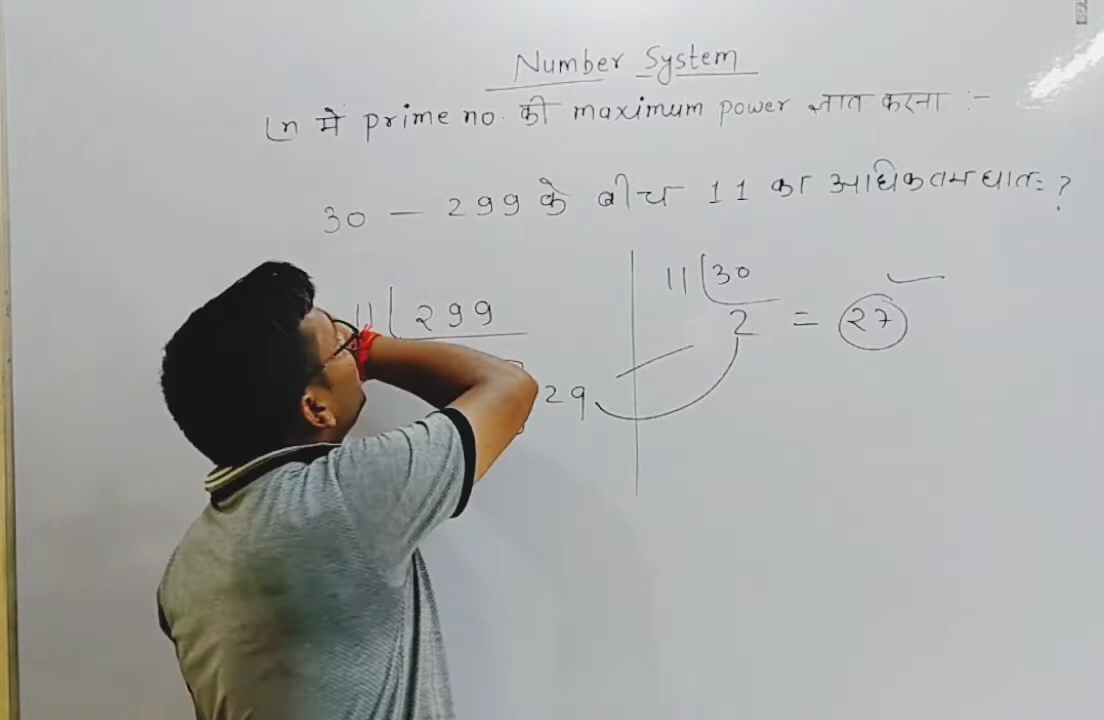 Number System
Ln मे prime no. की maximum power ज्ञात करना :-
30 — 299 के बीच 11 का अधिकतम घातः ?
11 299
29
11 30
2 = 27